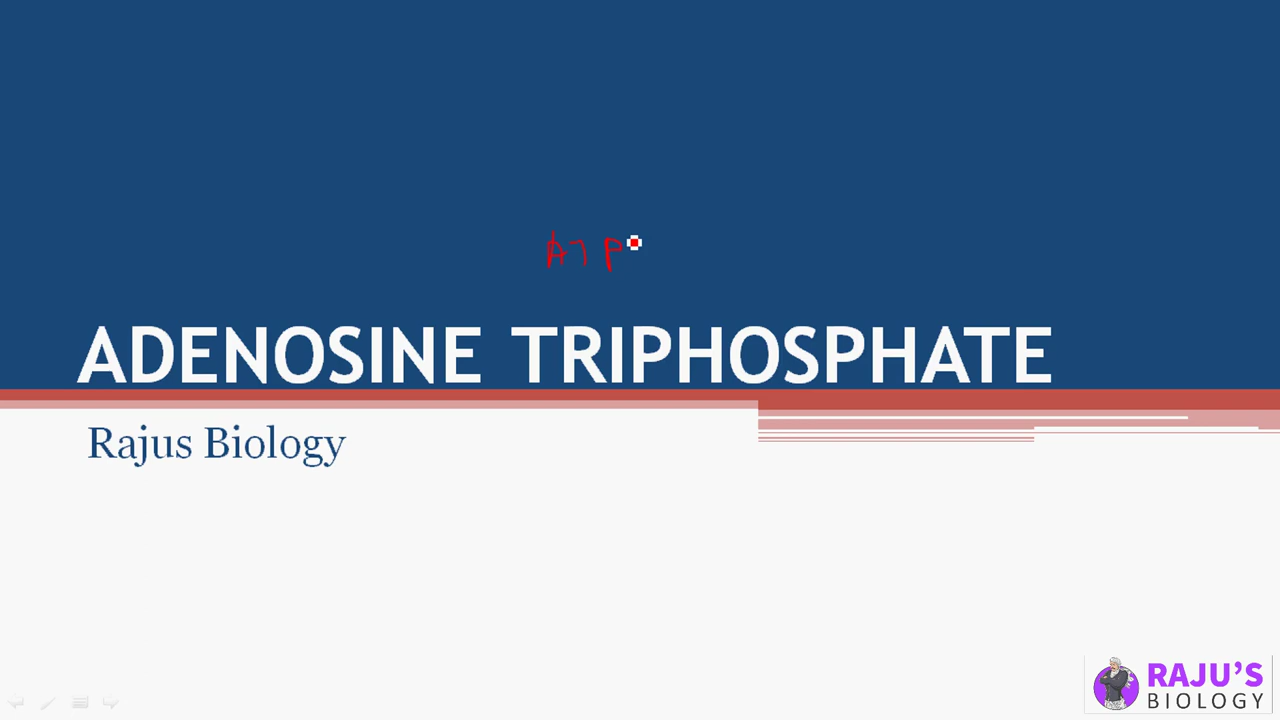 ATP
ADENOSINE TRIPHOSPHATE
Rajus Biology
RAJU'S
BIOLOGY